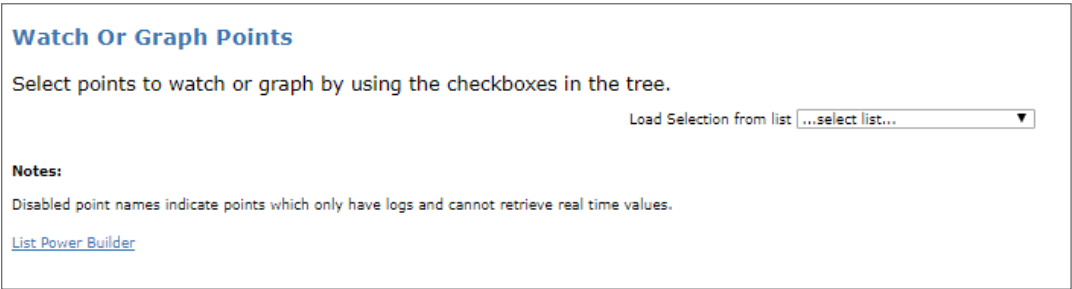 Watch Or Graph Points
Select points to watch or graph by using the checkboxes in the tree.
Load Selection from list ...select list...
Notes:
Disabled point names indicate points which only have logs and cannot retrieve real time values.
List Power Builder